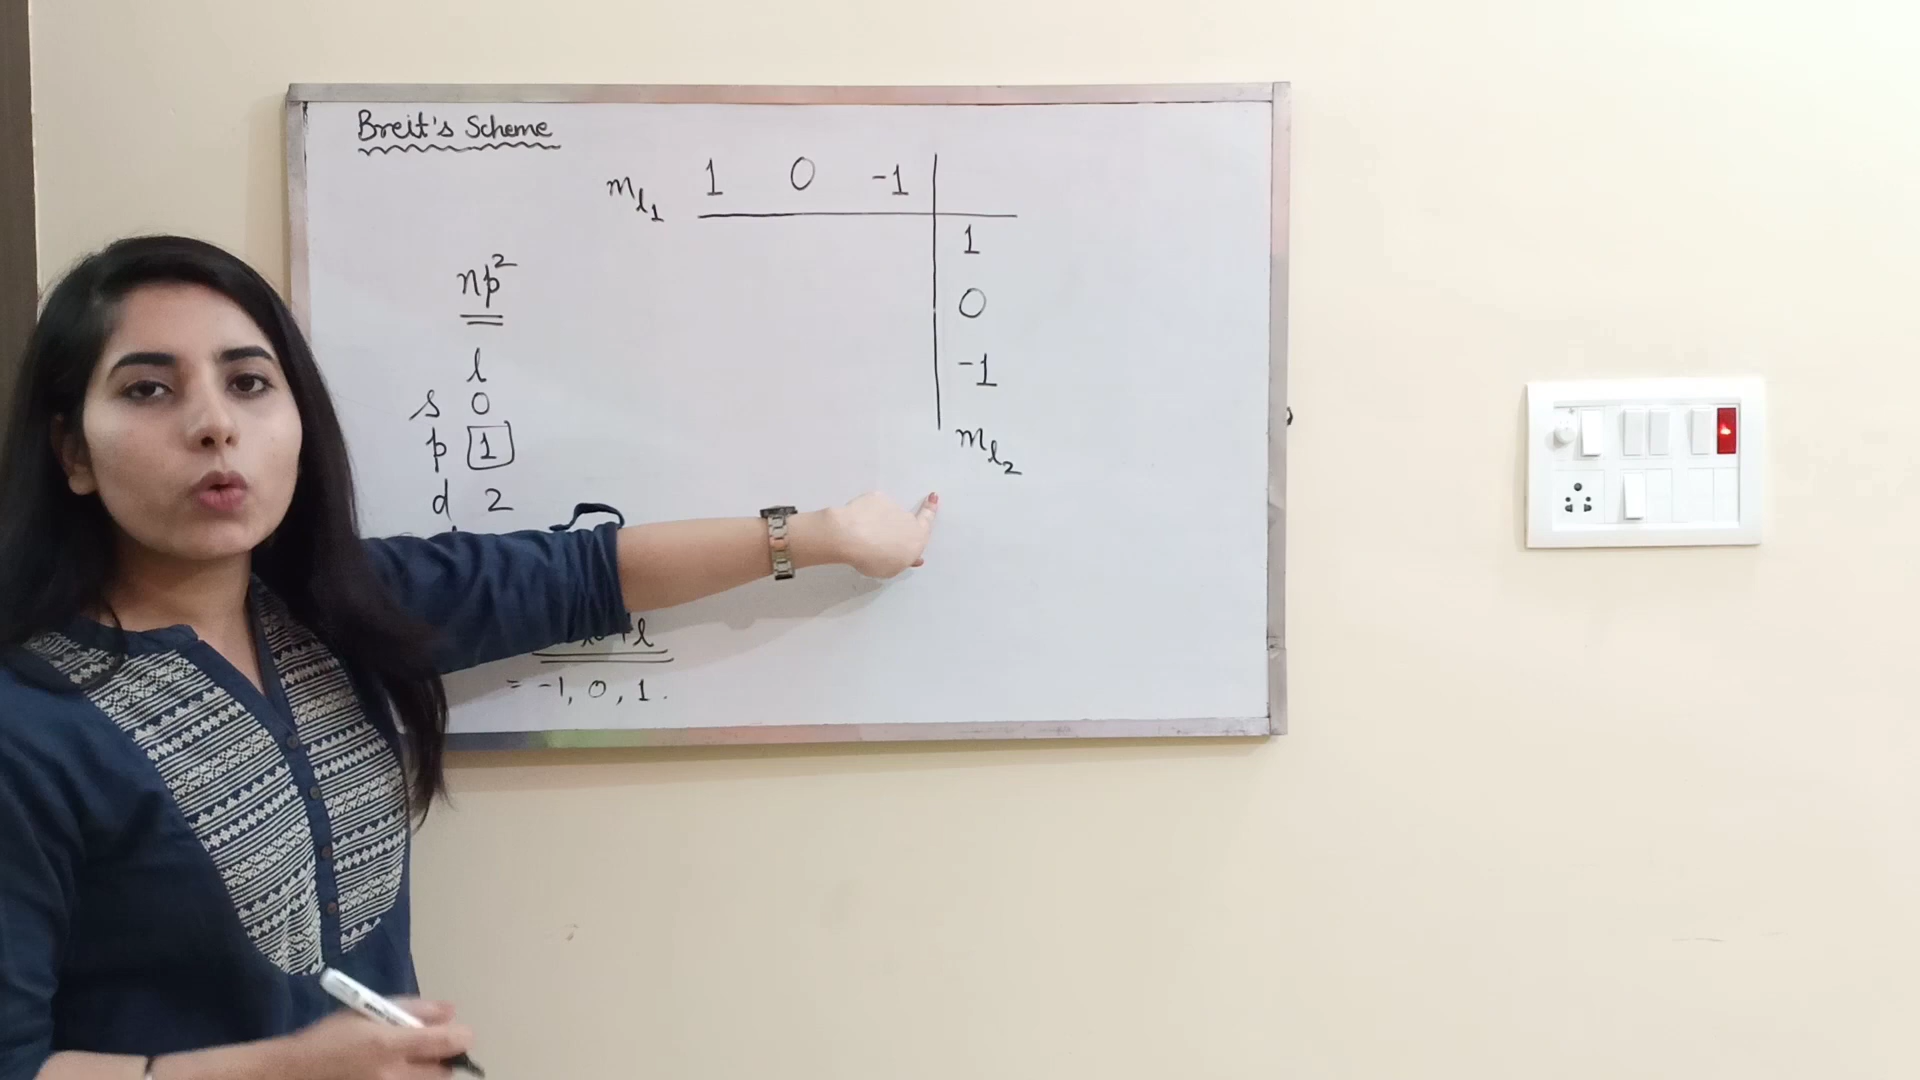 Breit's Scheme
m_l1 1 0 -1
1
0
-1
m_l2
np²
l
s 0
p 1
d 2
+l
= -1, 0, 1.